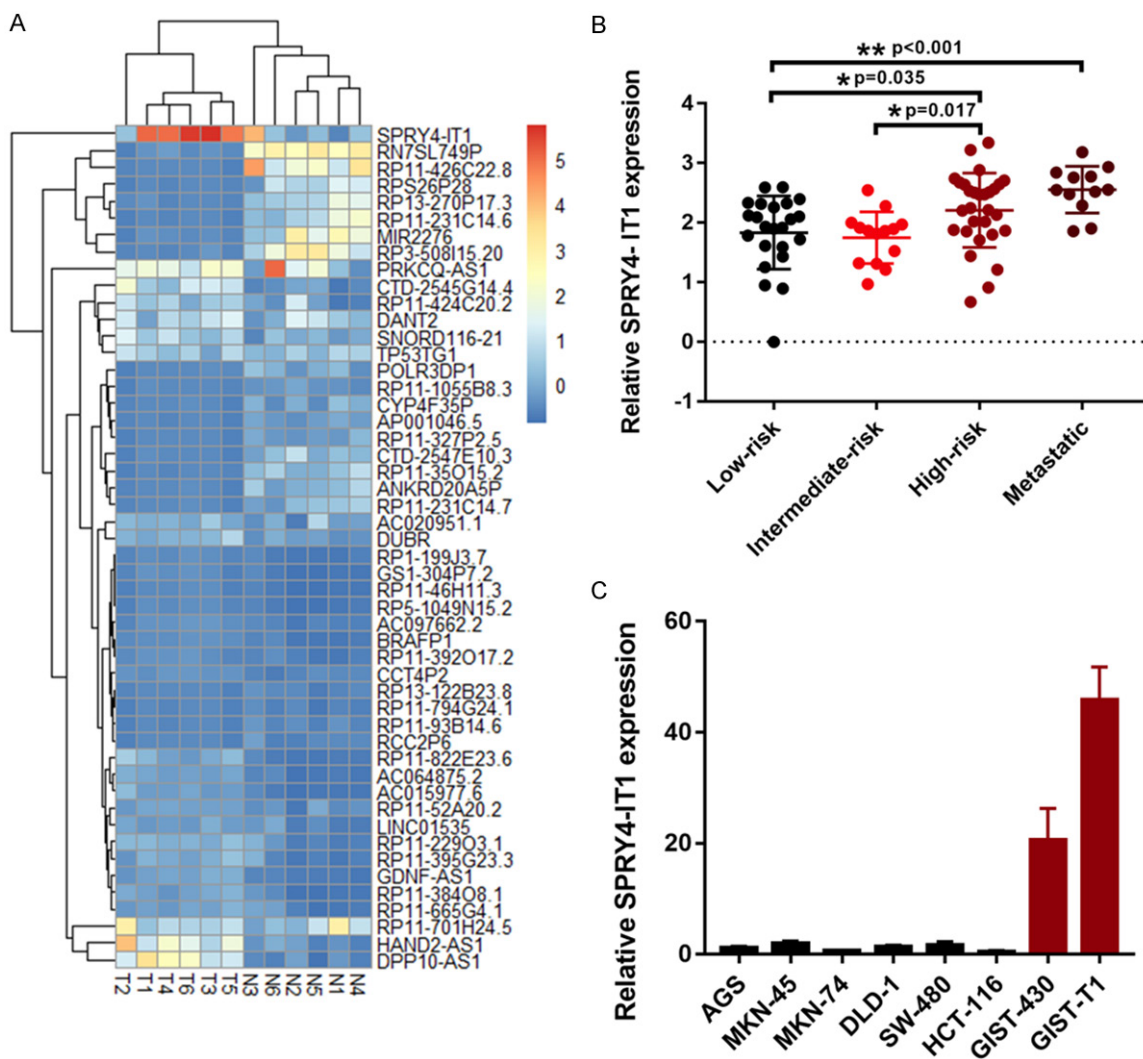 A
SPRY4-IT1
RN7SL749P
RP11-426C22.8
RPS26P28
RP13-270P17.3
RP11-231C14.6
MIR2276
RP3-508I15.20
PRKCQ-AS1
CTD-2545G14.4
RP11-424C20.2
DANT2
SNORD116-21
TP53TG1
POLR3DP1
RP11-1055B8.3
CYP4F35P
AP001046.5
RP11-327P2.5
CTD-2547E10.3
RP11-35O15.2
ANKRD20A5P
RP11-231C14.7
AC020951.1
DUBR
RP1-199J3.7
GS1-304P7.2
RP11-46H11.3
RP5-1049N15.2
AC097662.2
BRAFP1
RP11-392O17.2
CCT4P2
RP13-122B23.8
RP11-794G24.1
RP11-93B14.6
RCC2P6
RP11-822E23.6
AC064875.2
AC015977.6
RP11-52A20.2
LINC01535
RP11-229O3.1
RP11-395G23.3
GDNF-AS1
RP11-384O8.1
RP11-665G4.1
RP11-701H24.5
HAND2-AS1
DPP10-AS1
T2 T1 T4 T6 T3 T5 N3 N6 N2 N5 N1 N4
5
4
3
2
1
0
B
** p<0.001
* p=0.035
* p=0.017
Relative SPRY4- IT1 expression
4
3
2
1
0
-1
Low-risk
Intermediate-risk
High-risk
Metastatic
C
Relative SPRY4-IT1 expression
60
40
20
0
AGS
MKN-45
MKN-74
DLD-1
SW-480
HCT-116
GIST-430
GIST-T1